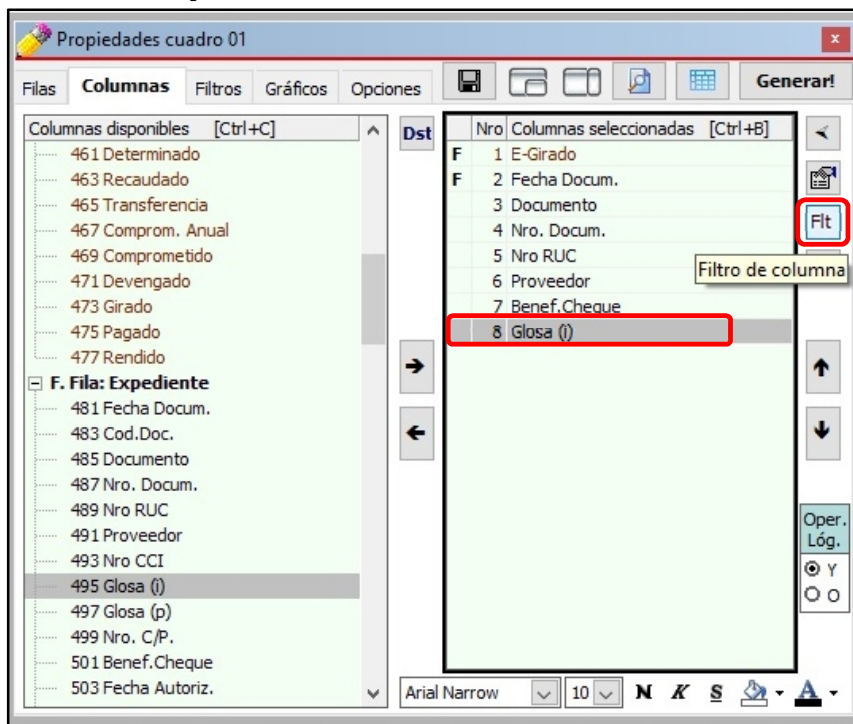 Propiedades cuadro 01
x
Filas Columnas Filtros Gráficos Opciones Generar!
Columnas disponibles [Ctrl+C]
461 Determinado
463 Recaudado
465 Transferencia
467 Comprom. Anual
469 Comprometido
471 Devengado
473 Girado
475 Pagado
477 Rendido
F. Fila: Expediente
481 Fecha Docum.
483 Cod.Doc.
485 Documento
487 Nro. Docum.
489 Nro RUC
491 Proveedor
493 Nro CCI
495 Glosa (i)
497 Glosa (p)
499 Nro. C/P.
501 Benef.Cheque
503 Fecha Autoriz.
Dst
Nro Columnas seleccionadas [Ctrl+B]
F 1 E-Girado
F 2 Fecha Docum.
3 Documento
4 Nro. Docum.
5 Nro RUC
6 Proveedor
7 Benef.Cheque
8 Glosa (i)
Flt
Filtro de columna
Oper.
Lóg.
Y
O
Arial Narrow 10 N K S A